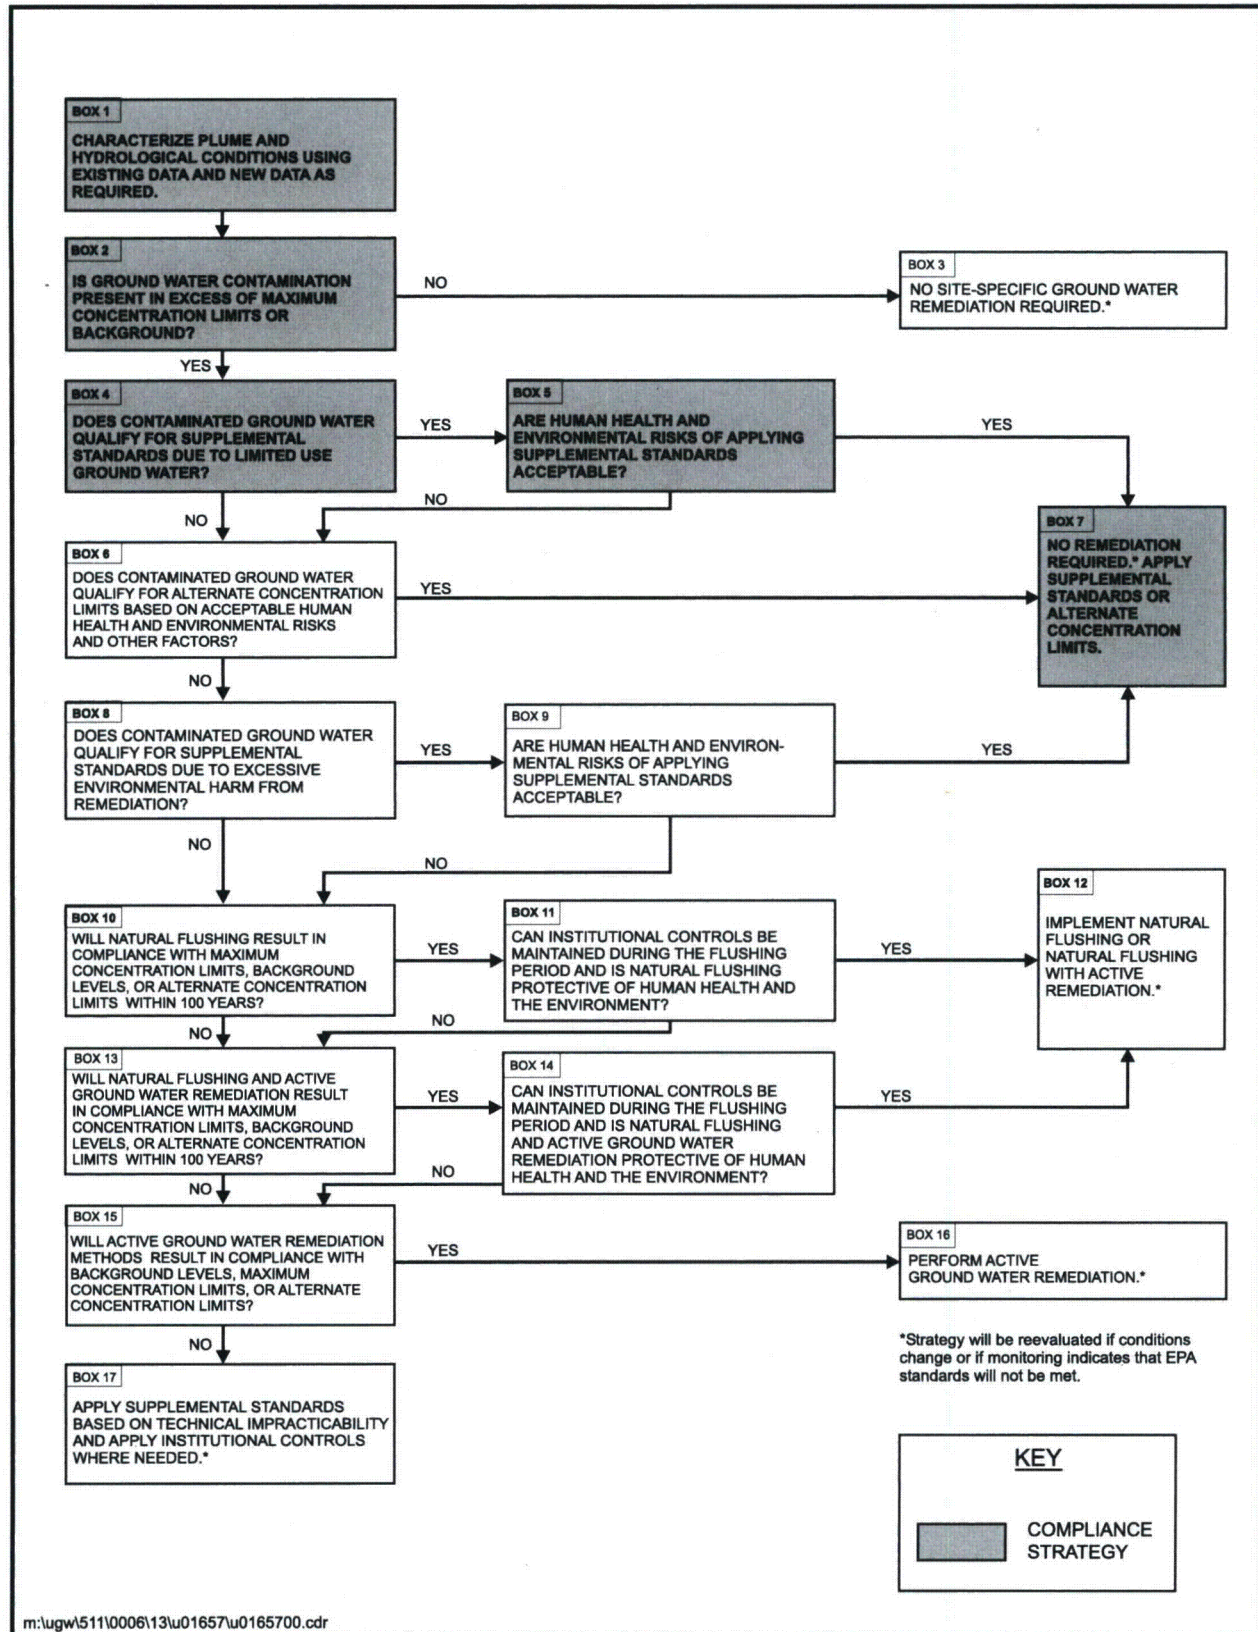 BOX 1
CHARACTERIZE PLUME AND
HYDROLOGICAL CONDITIONS USING
EXISTING DATA AND NEW DATA AS
REQUIRED.
BOX 2
IS GROUND WATER CONTAMINATION
PRESENT IN EXCESS OF MAXIMUM
CONCENTRATION LIMITS OR
BACKGROUND?
NO
BOX 3
NO SITE-SPECIFIC GROUND WATER
REMEDIATION REQUIRED.*
YES
BOX 4
DOES CONTAMINATED GROUND WATER
QUALIFY FOR SUPPLEMENTAL
STANDARDS DUE TO LIMITED USE
GROUND WATER?
YES
BOX 5
ARE HUMAN HEALTH AND
ENVIRONMENTAL RISKS OF APPLYING
SUPPLEMENTAL STANDARDS
ACCEPTABLE?
YES
NO
NO
BOX 6
DOES CONTAMINATED GROUND WATER
QUALIFY FOR ALTERNATE CONCENTRATION
LIMITS BASED ON ACCEPTABLE HUMAN
HEALTH AND ENVIRONMENTAL RISKS
AND OTHER FACTORS?
YES
BOX 7
NO REMEDIATION
REQUIRED.* APPLY
SUPPLEMENTAL
STANDARDS OR
ALTERNATE
CONCENTRATION
LIMITS.
NO
BOX 8
DOES CONTAMINATED GROUND WATER
QUALIFY FOR SUPPLEMENTAL
STANDARDS DUE TO EXCESSIVE
ENVIRONMENTAL HARM FROM
REMEDIATION?
YES
BOX 9
ARE HUMAN HEALTH AND ENVIRON-
MENTAL RISKS OF APPLYING
SUPPLEMENTAL STANDARDS
ACCEPTABLE?
YES
NO
NO
BOX 10
WILL NATURAL FLUSHING RESULT IN
COMPLIANCE WITH MAXIMUM
CONCENTRATION LIMITS, BACKGROUND
LEVELS, OR ALTERNATE CONCENTRATION
LIMITS WITHIN 100 YEARS?
YES
BOX 11
CAN INSTITUTIONAL CONTROLS BE
MAINTAINED DURING THE FLUSHING
PERIOD AND IS NATURAL FLUSHING
PROTECTIVE OF HUMAN HEALTH AND
THE ENVIRONMENT?
YES
BOX 12
IMPLEMENT NATURAL
FLUSHING OR
NATURAL FLUSHING
WITH ACTIVE
REMEDIATION.*
NO
NO
BOX 13
WILL NATURAL FLUSHING AND ACTIVE
GROUND WATER REMEDIATION RESULT
IN COMPLIANCE WITH MAXIMUM
CONCENTRATION LIMITS, BACKGROUND
LEVELS, OR ALTERNATE CONCENTRATION
LIMITS WITHIN 100 YEARS?
YES
BOX 14
CAN INSTITUTIONAL CONTROLS BE
MAINTAINED DURING THE FLUSHING
PERIOD AND IS NATURAL FLUSHING
AND ACTIVE GROUND WATER
REMEDIATION PROTECTIVE OF HUMAN
HEALTH AND THE ENVIRONMENT?
YES
NO
NO
BOX 15
WILL ACTIVE GROUND WATER REMEDIATION
METHODS RESULT IN COMPLIANCE WITH
BACKGROUND LEVELS, MAXIMUM
CONCENTRATION LIMITS, OR ALTERNATE
CONCENTRATION LIMITS?
YES
BOX 16
PERFORM ACTIVE
GROUND WATER REMEDIATION.*
NO
BOX 17
APPLY SUPPLEMENTAL STANDARDS
BASED ON TECHNICAL IMPRACTICABILITY
AND APPLY INSTITUTIONAL CONTROLS
WHERE NEEDED.*
*Strategy will be reevaluated if conditions
change or if monitoring indicates that EPA
standards will not be met.
KEY
COMPLIANCE
STRATEGY
m:\ugw\511\0006\13\u01657\u0165700.cdr